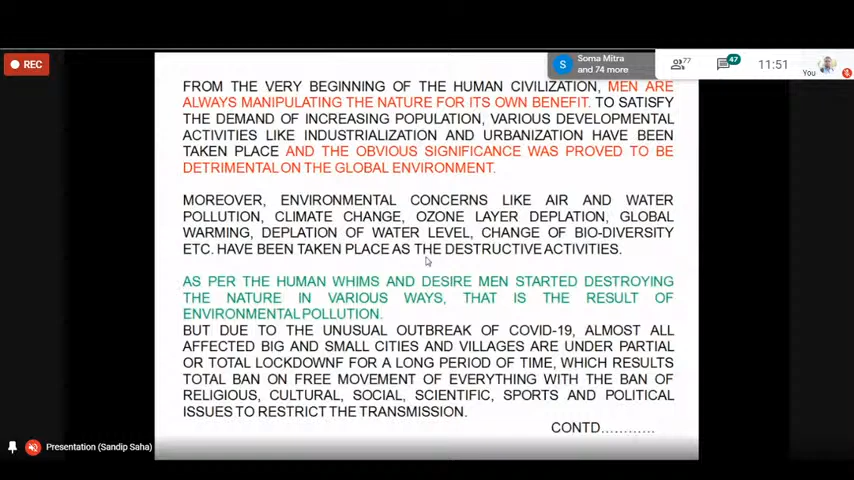 REC
Soma Mitra
and 74 more
S
77
47
11:51
You
FROM THE VERY BEGINNING OF THE HUMAN CIVILIZATION, MEN ARE
ALWAYS MANIPULATING THE NATURE FOR ITS OWN BENEFIT. TO SATISFY
THE DEMAND OF INCREASING POPULATION, VARIOUS DEVELOPMENTAL
ACTIVITIES LIKE INDUSTRIALIZATION AND URBANIZATION HAVE BEEN
TAKEN PLACE AND THE OBVIOUS SIGNIFICANCE WAS PROVED TO BE
DETRIMENTAL ON THE GLOBAL ENVIRONMENT.
MOREOVER, ENVIRONMENTAL CONCERNS LIKE AIR AND WATER
POLLUTION, CLIMATE CHANGE, OZONE LAYER DEPLATION, GLOBAL
WARMING, DEPLATION OF WATER LEVEL, CHANGE OF BIO-DIVERSITY
ETC. HAVE BEEN TAKEN PLACE AS THE DESTRUCTIVE ACTIVITIES.
AS PER THE HUMAN WHIMS AND DESIRE MEN STARTED DESTROYING
THE NATURE IN VARIOUS WAYS, THAT IS THE RESULT OF
ENVIRONMENTAL POLLUTION.
BUT DUE TO THE UNUSUAL OUTBREAK OF COVID-19, ALMOST ALL
AFFECTED BIG AND SMALL CITIES AND VILLAGES ARE UNDER PARTIAL
OR TOTAL LOCKDOWNF FOR A LONG PERIOD OF TIME, WHICH RESULTS
TOTAL BAN ON FREE MOVEMENT OF EVERYTHING WITH THE BAN OF
RELIGIOUS, CULTURAL, SOCIAL, SCIENTIFIC, SPORTS AND POLITICAL
ISSUES TO RESTRICT THE TRANSMISSION.
CONTD............
Presentation (Sandip Saha)